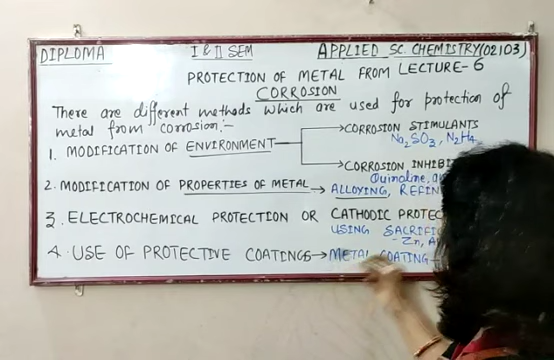 DIPLOMA I & II SEM APPLIED SC. CHEMISTRY(02103)
PROTECTION OF METAL FROM LECTURE-6
CORROSION
There are different methods which are used for protection of
metal from corrosion:-
→CORROSION STIMULANTS
Na2SO3, N2H4
1. MODIFICATION OF ENVIRONMENT
→CORROSION INHIBIT
Quinoline,
2. MODIFICATION OF PROPERTIES OF METAL → ALLOYING, REFIN
3. ELECTROCHEMICAL PROTECTION OR CATHODIC PROTEC
USING SACRIFIC
- Zn, A
4. USE OF PROTECTIVE COATINGS → METAL COATING -